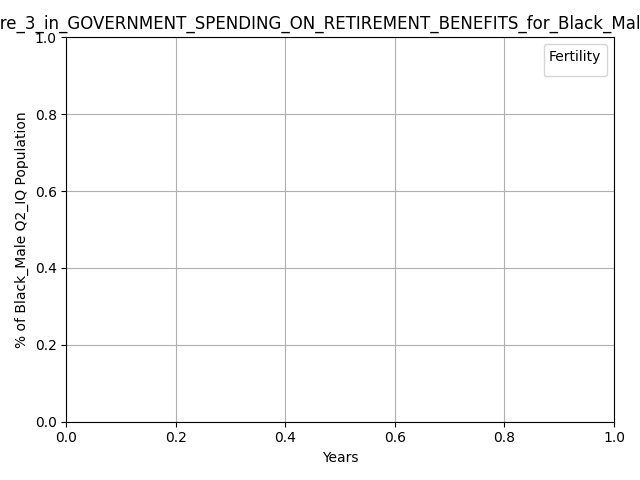 re_3_in_GOVERNMENT_SPENDING_ON_RETIREMENT_BENEFITS_for_Black_Mal
Fertility
% of Black_Male Q2_IQ Population
1.0
0.8
0.6
0.4
0.2
0.0
0.0 0.2 0.4 0.6 0.8 1.0
Years